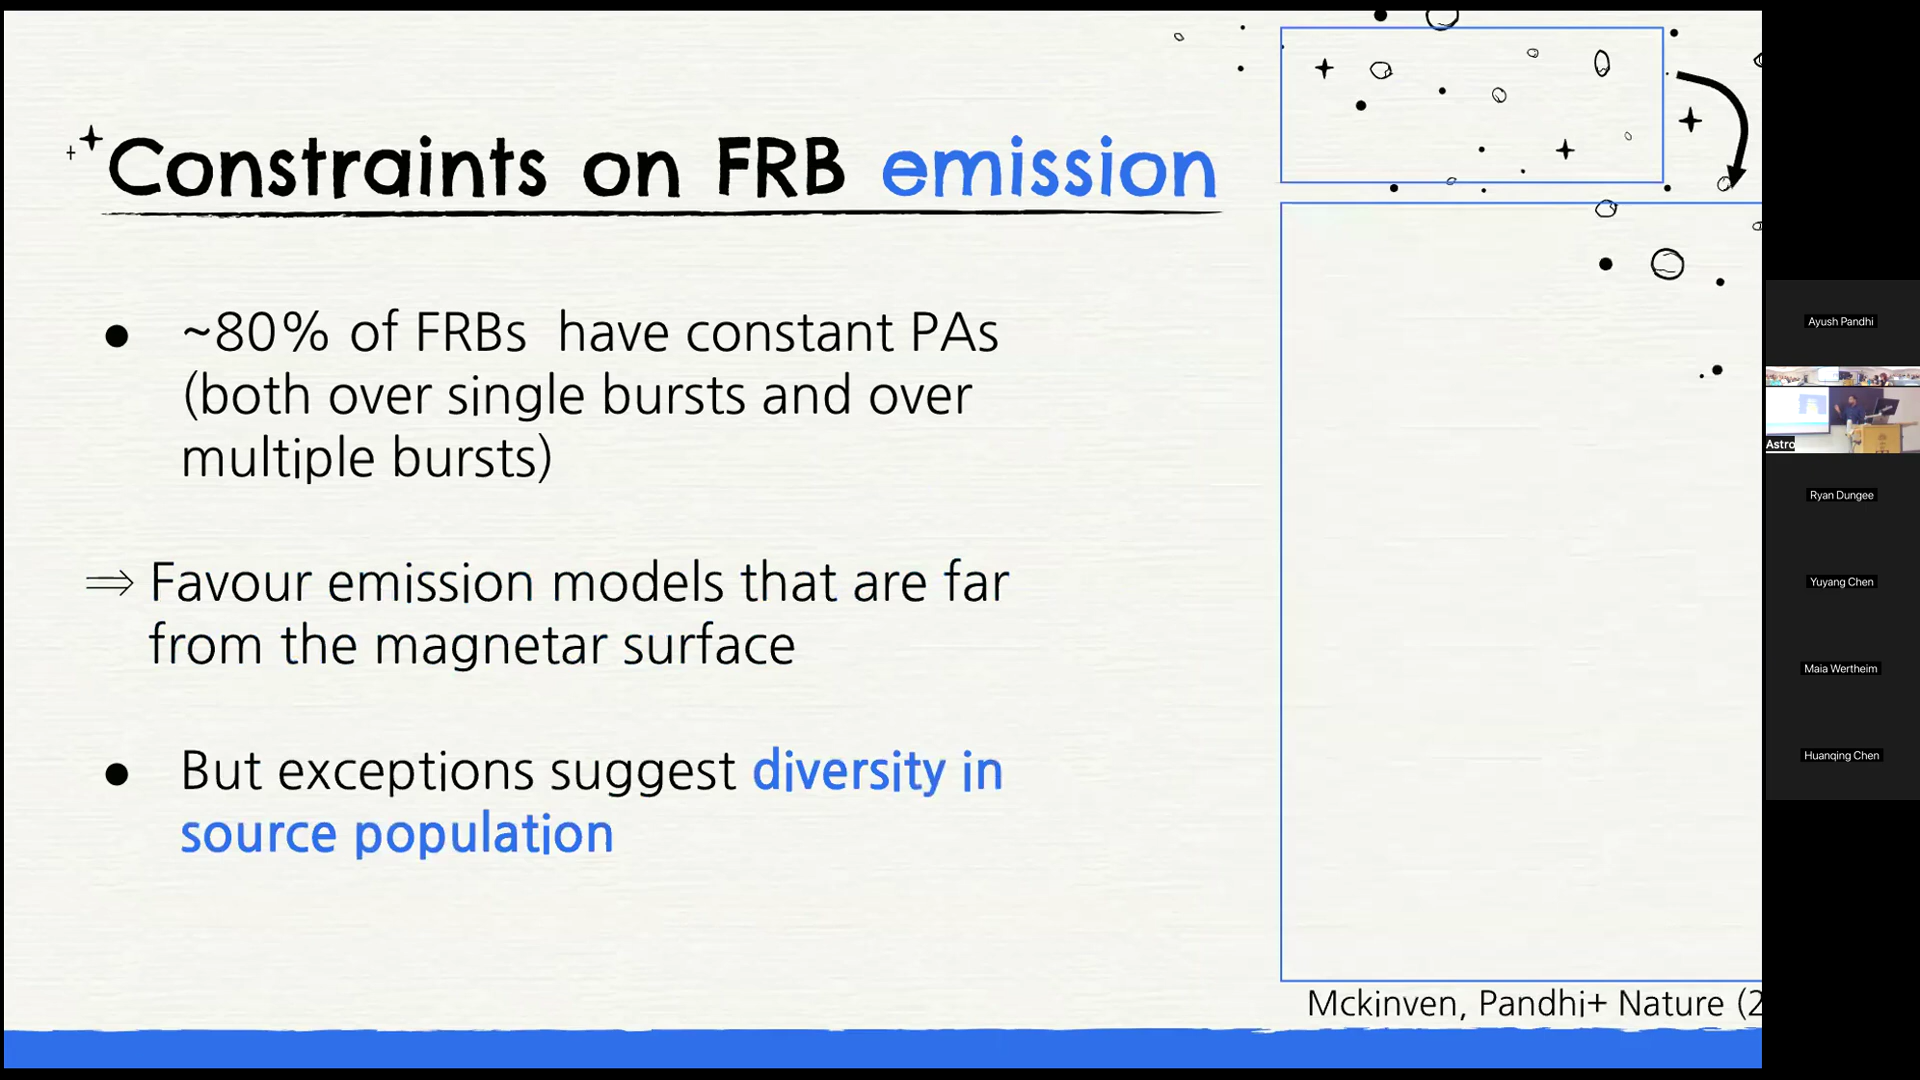 Constraints on FRB emission
● ~80% of FRBs have constant PAs
(both over single bursts and over
multiple bursts)
⇒ Favour emission models that are far
from the magnetar surface
● But exceptions suggest diversity in
source population
Mckinven, Pandhi+ Nature (2
Ayush Pandhi
Astro
Ryan Dungee
Yuyang Chen
Maia Wertheim
Huanqing Chen